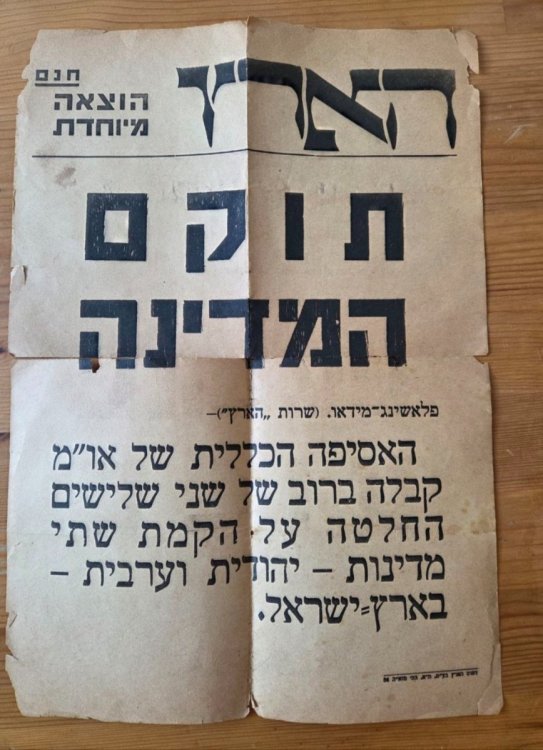 הארץ
חנם
הוצאה
מיוחדת
תוקם
המדינה
פלאשינג־מידאו. (שרות „הארץ”)–
האסיפה הכללית של או"מ
קבלה ברוב של שני שלישים
החלטה על הקמת שתי
מדינות – יהודית וערבית –
בארץ=ישראל.